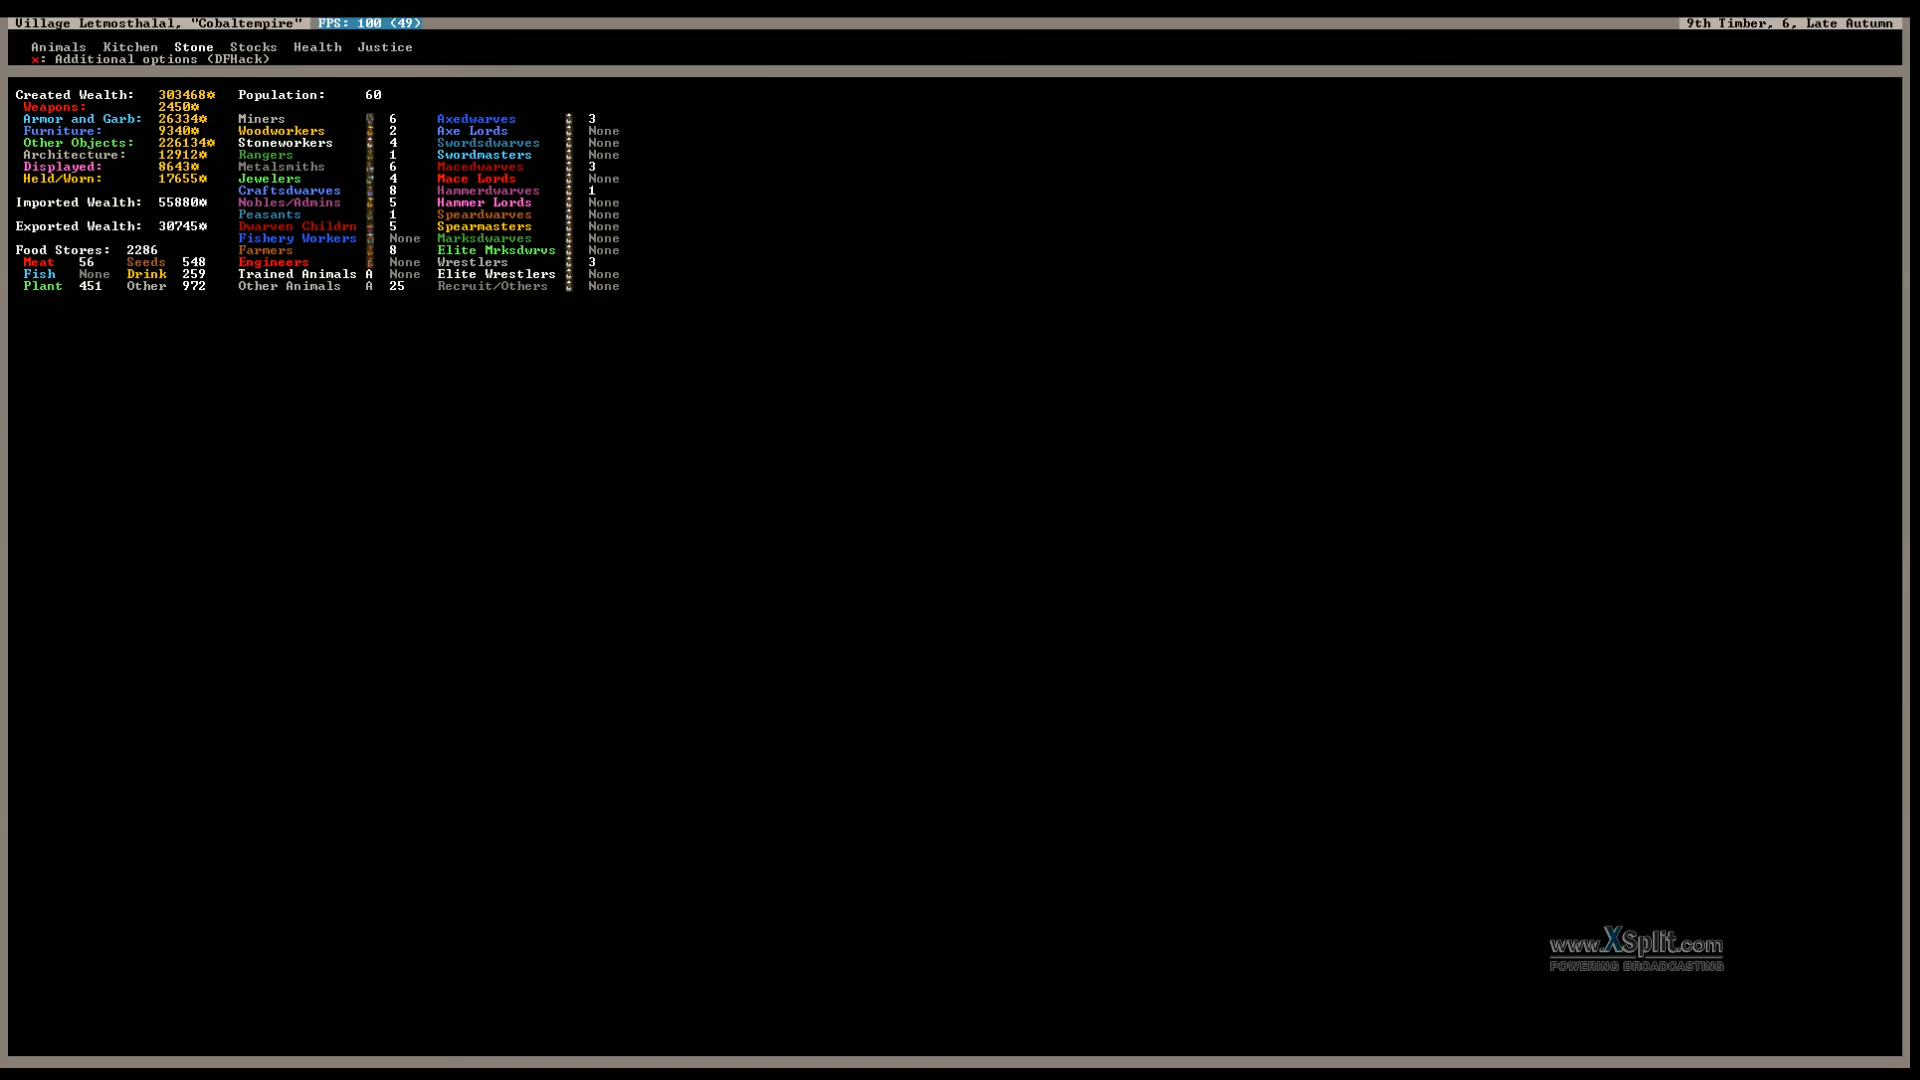 Village Letmosthalal, "Cobaltempire" FPS: 100 (49) 9th Timber, 6, Late Autumn
Animals Kitchen Stone Stocks Health Justice
x: Additional options (DFHack)
Created Wealth: 303468☼ Population: 60
Weapons: 2450☼
Armor and Garb: 26334☼ Miners 6 Axedwarves 3
Furniture: 9340☼ Woodworkers 2 Axe Lords None
Other Objects: 226134☼ Stoneworkers 4 Swordsdwarves None
Architecture: 12912☼ Rangers 1 Swordmasters None
Displayed: 8643☼ Metalsmiths 6 Macedwarves 3
Held/Worn: 17655☼ Jewelers 4 Mace Lords None
Craftsdwarves 8 Hammerdwarves 1
Imported Wealth: 55880☼ Nobles/Admins 5 Hammer Lords None
Peasants 1 Speardwarves None
Exported Wealth: 30745☼ Dwarven Childrn 5 Spearmasters None
Fishery Workers None Marksdwarves None
Food Stores: 2286 Farmers 8 Elite Mrksdwrvs None
Meat 56 Seeds 548 Engineers None Wrestlers 3
Fish None Drink 259 Trained Animals A None Elite Wrestlers None
Plant 451 Other 972 Other Animals A 25 Recruit/Others None
www.XSplit.com
POWERING BROADCASTING